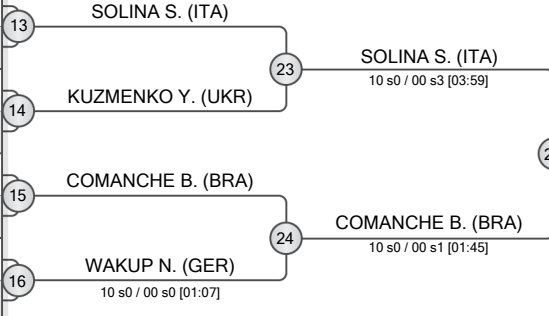 13
SOLINA S. (ITA)
14
KUZMENKO Y. (UKR)
23
SOLINA S. (ITA)
10 s0 / 00 s3 [03:59]
15
COMANCHE B. (BRA)
16
WAKUP N. (GER)
10 s0 / 00 s0 [01:07]
24
COMANCHE B. (BRA)
10 s0 / 00 s1 [01:45]